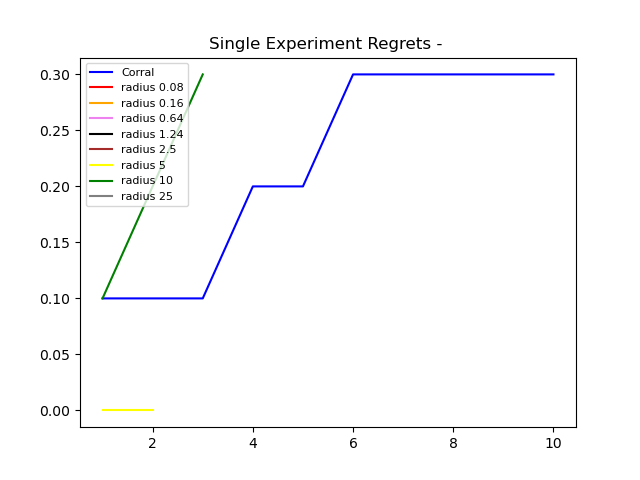 Single Experiment Regrets -
Corral
radius 0.08
radius 0.16
radius 0.64
radius 1.24
radius 2.5
radius 5
radius 10
radius 25
0.30
0.25
0.20
0.15
0.10
0.05
0.00
2 4 6 8 10